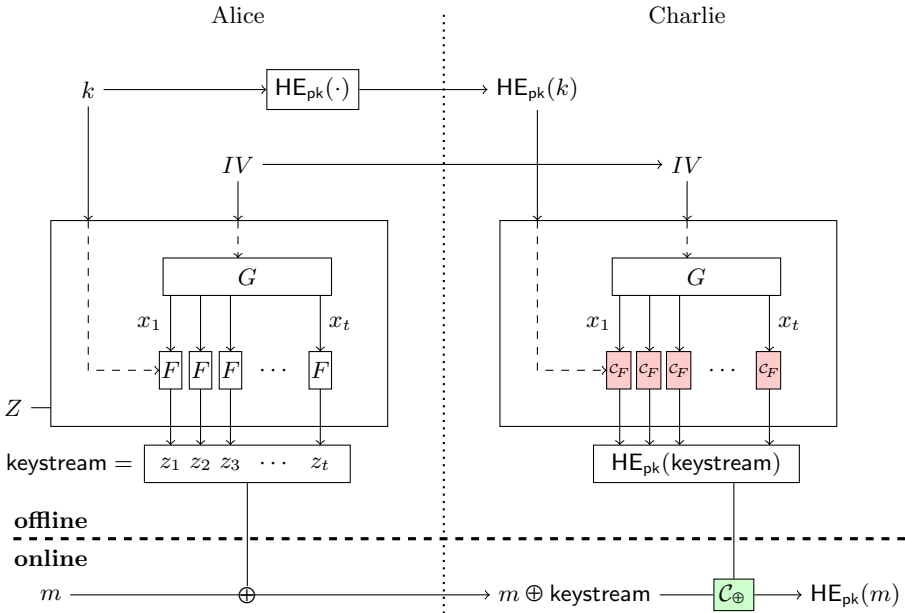 Alice Charlie
k HE_pk(·) HE_pk(k)
IV IV
G G
x_1 x_t x_1 x_t
F F F ⋯ F C_F C_F C_F ⋯ C_F
Z
keystream = z_1 z_2 z_3 ⋯ z_t HE_pk(keystream)
offline
online
m ⊕ m ⊕ keystream C_⊕ HE_pk(m)